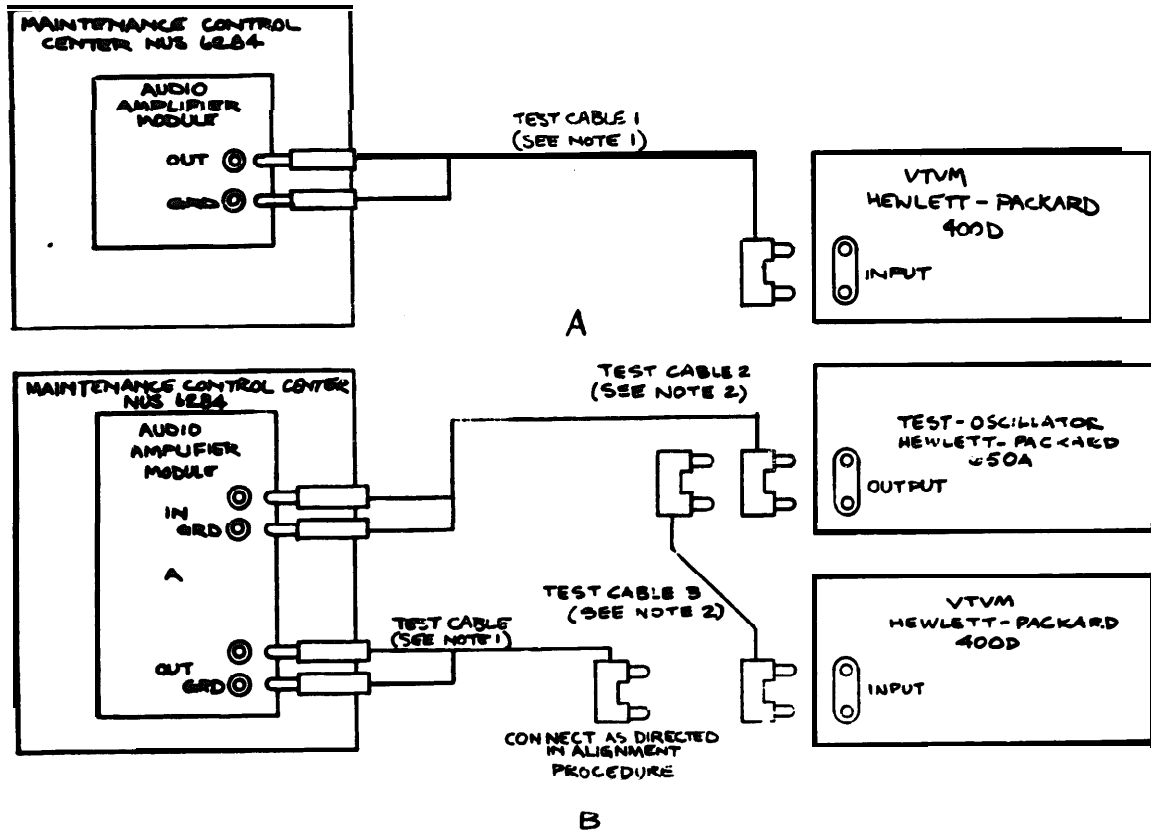 MAINTENANCE CONTROL
CENTER NUS 6284
AUDIO
AMPLIFIER
MODULE
OUT
GRD
TEST CABLE 1
(SEE NOTE 1)
VTVM
HEWLETT-PACKARD
400D
INPUT
A
MAINTENANCE CONTROL CENTER
NUS 6284
AUDIO
AMPLIFIER
MODULE
IN
GRD
A
OUT
GRD
TEST CABLE 2
(SEE NOTE 2)
TEST-OSCILLATOR
HEWLETT-PACKARD
650A
OUTPUT
TEST CABLE 3
(SEE NOTE 2)
TEST CABLE
(SEE NOTE 1)
VTVM
HEWLETT-PACKARD
400D
INPUT
CONNECT AS DIRECTED
IN ALIGNMENT
PROCEDURE
B